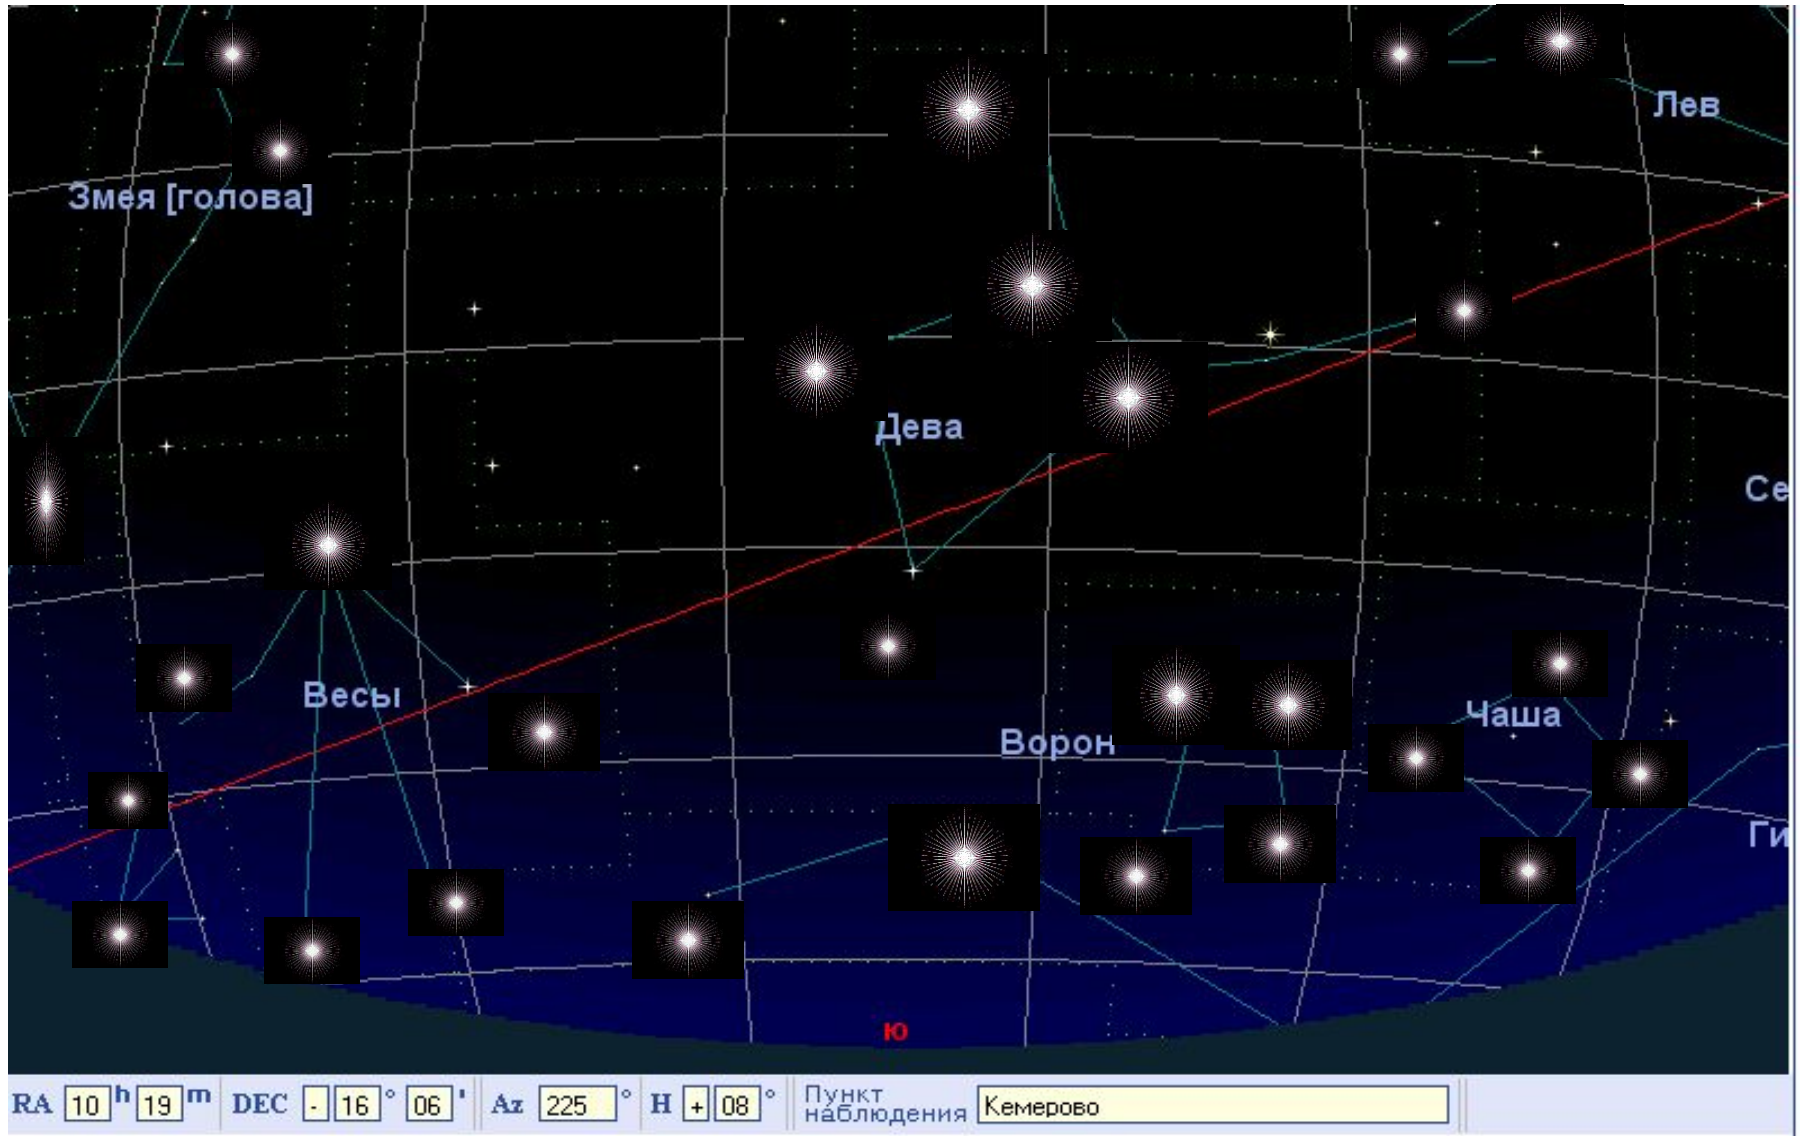 Лев
Змея [голова]
Дева
Се
Весы
Чаша
Ворон
Ги
ю
RA 10 h 19 m DEC - 16 ° 06 ' Az 225 ° H + 08 ° Пункт наблюдения Кемерово